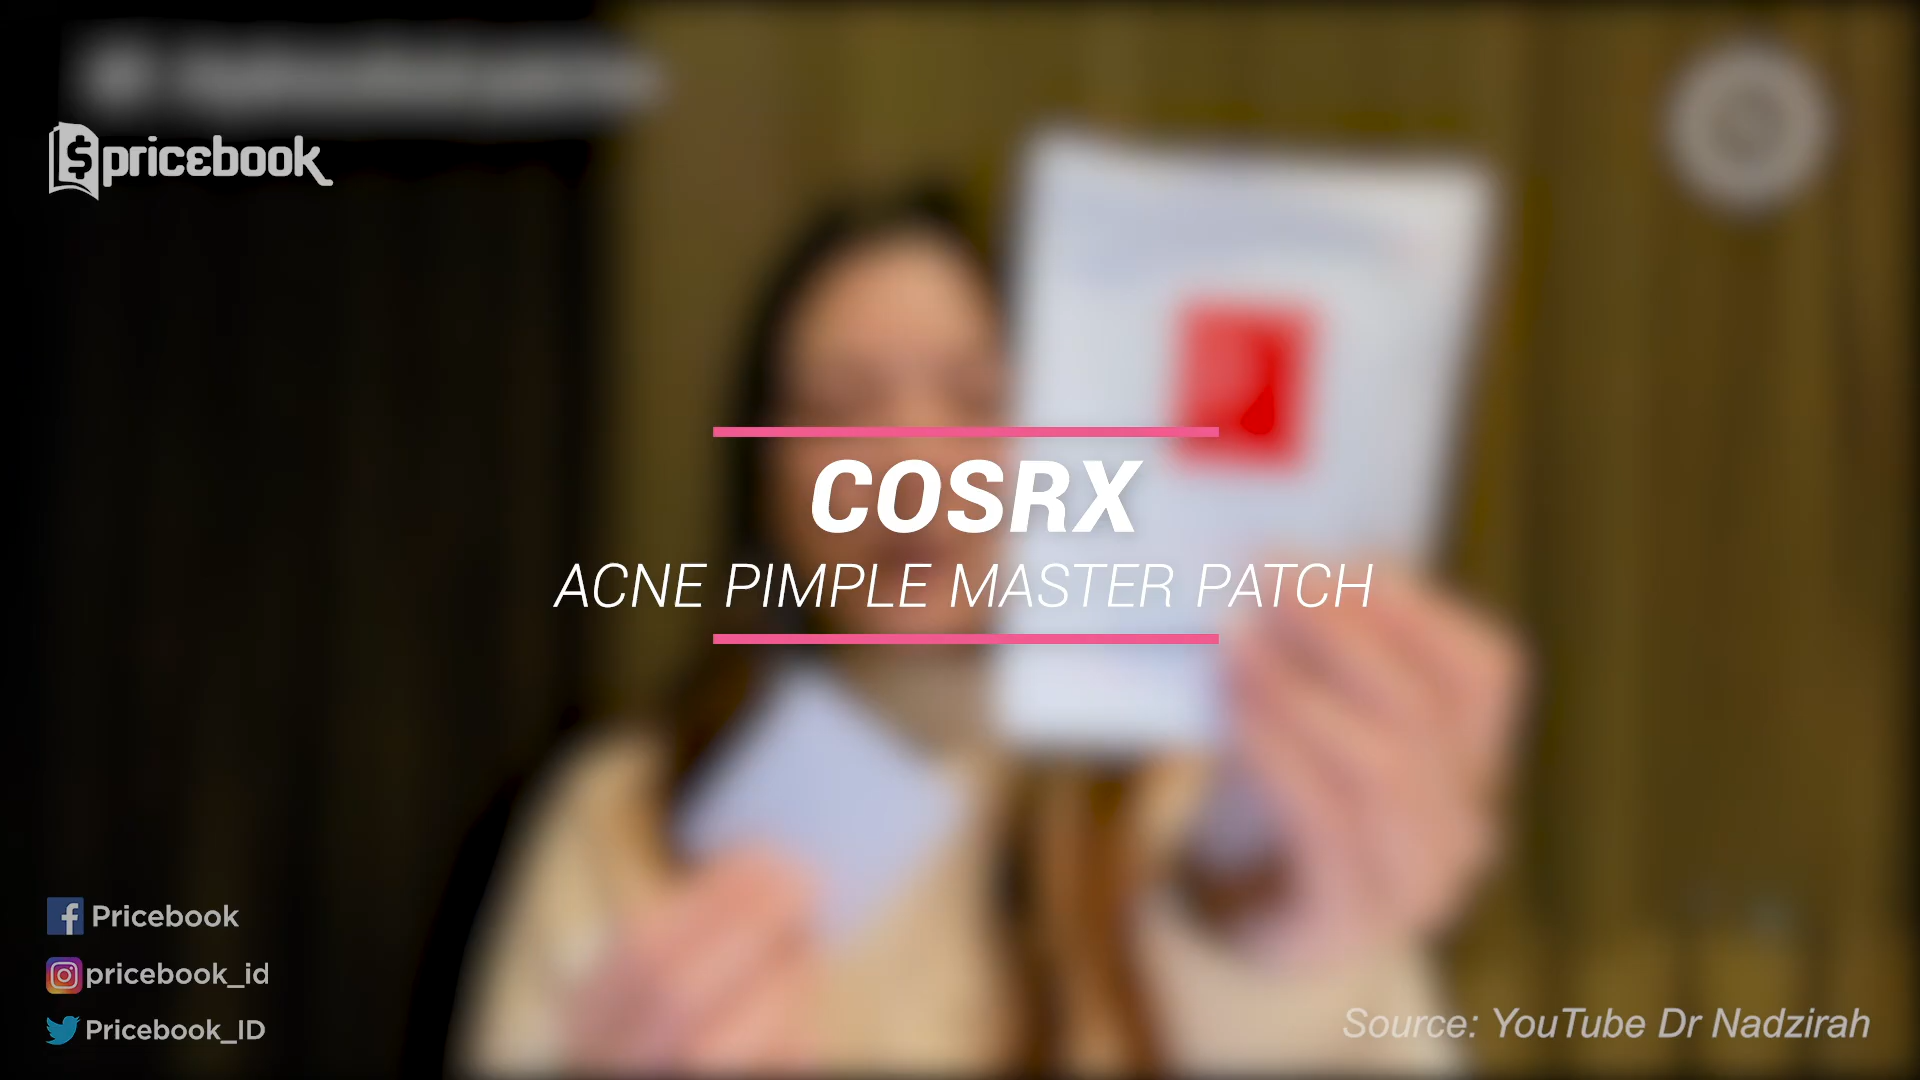 pricebook
COSRX
ACNE PIMPLE MASTER PATCH
Pricebook
pricebook_id
Pricebook_ID
Source: YouTube Dr Nadzirah